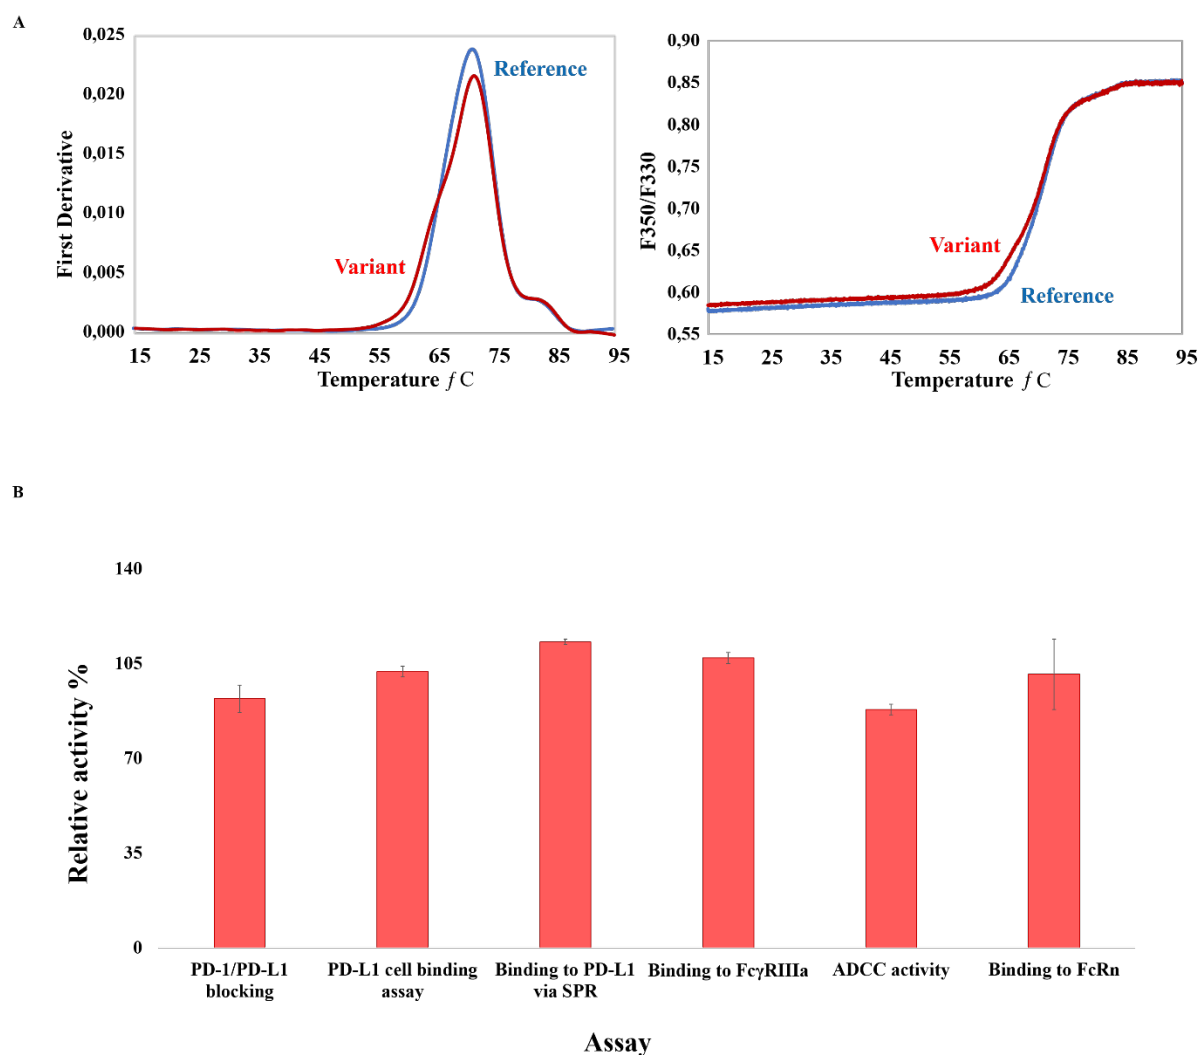 A
First Derivative
0,025
0,020
0,015
0,010
0,005
0,000
Reference
Variant
15 25 35 45 55 65 75 85 95
Temperature ƒ C
F350/F330
0,90
0,85
0,80
0,75
0,70
0,65
0,60
0,55
Variant
Reference
15 25 35 45 55 65 75 85 95
Temperature ƒ C
B
Relative activity %
140
105
70
35
0
PD-1/PD-L1
blocking
PD-L1 cell binding
assay
Binding to PD-L1
via SPR
Binding to FcγRIIIa
ADCC activity
Binding to FcRn
Assay